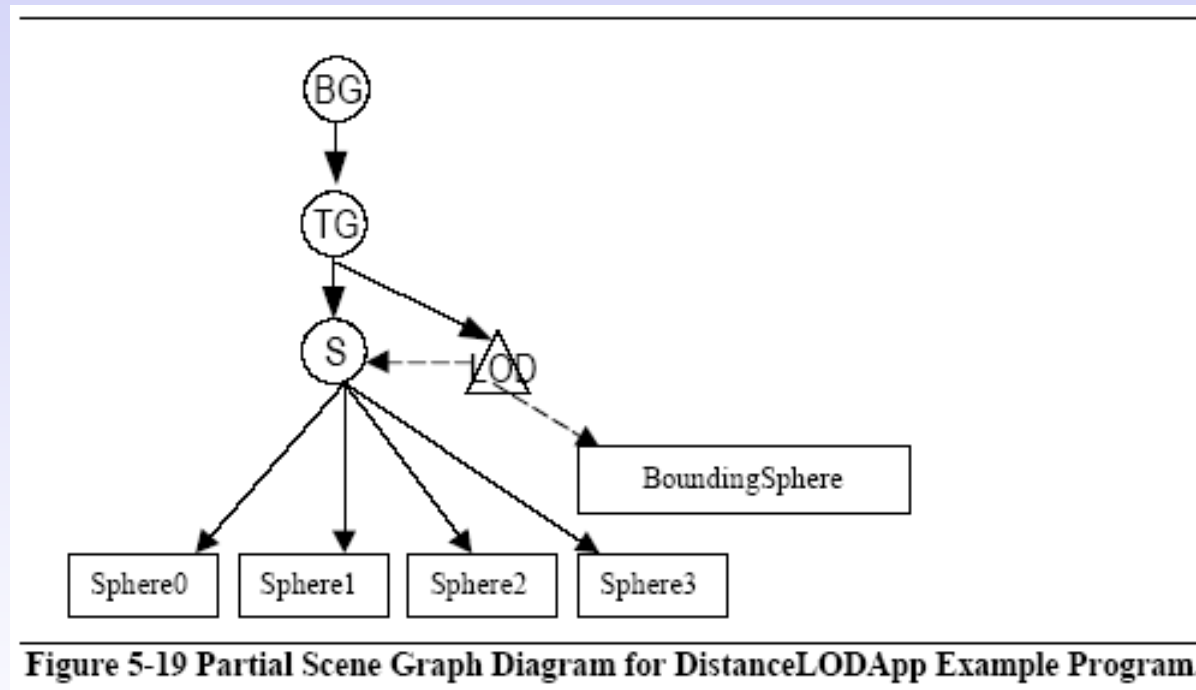 BG
TG
S
LOD
BoundingSphere
Sphere0
Sphere1
Sphere2
Sphere3
Figure 5-19 Partial Scene Graph Diagram for DistanceLODApp Example Program.